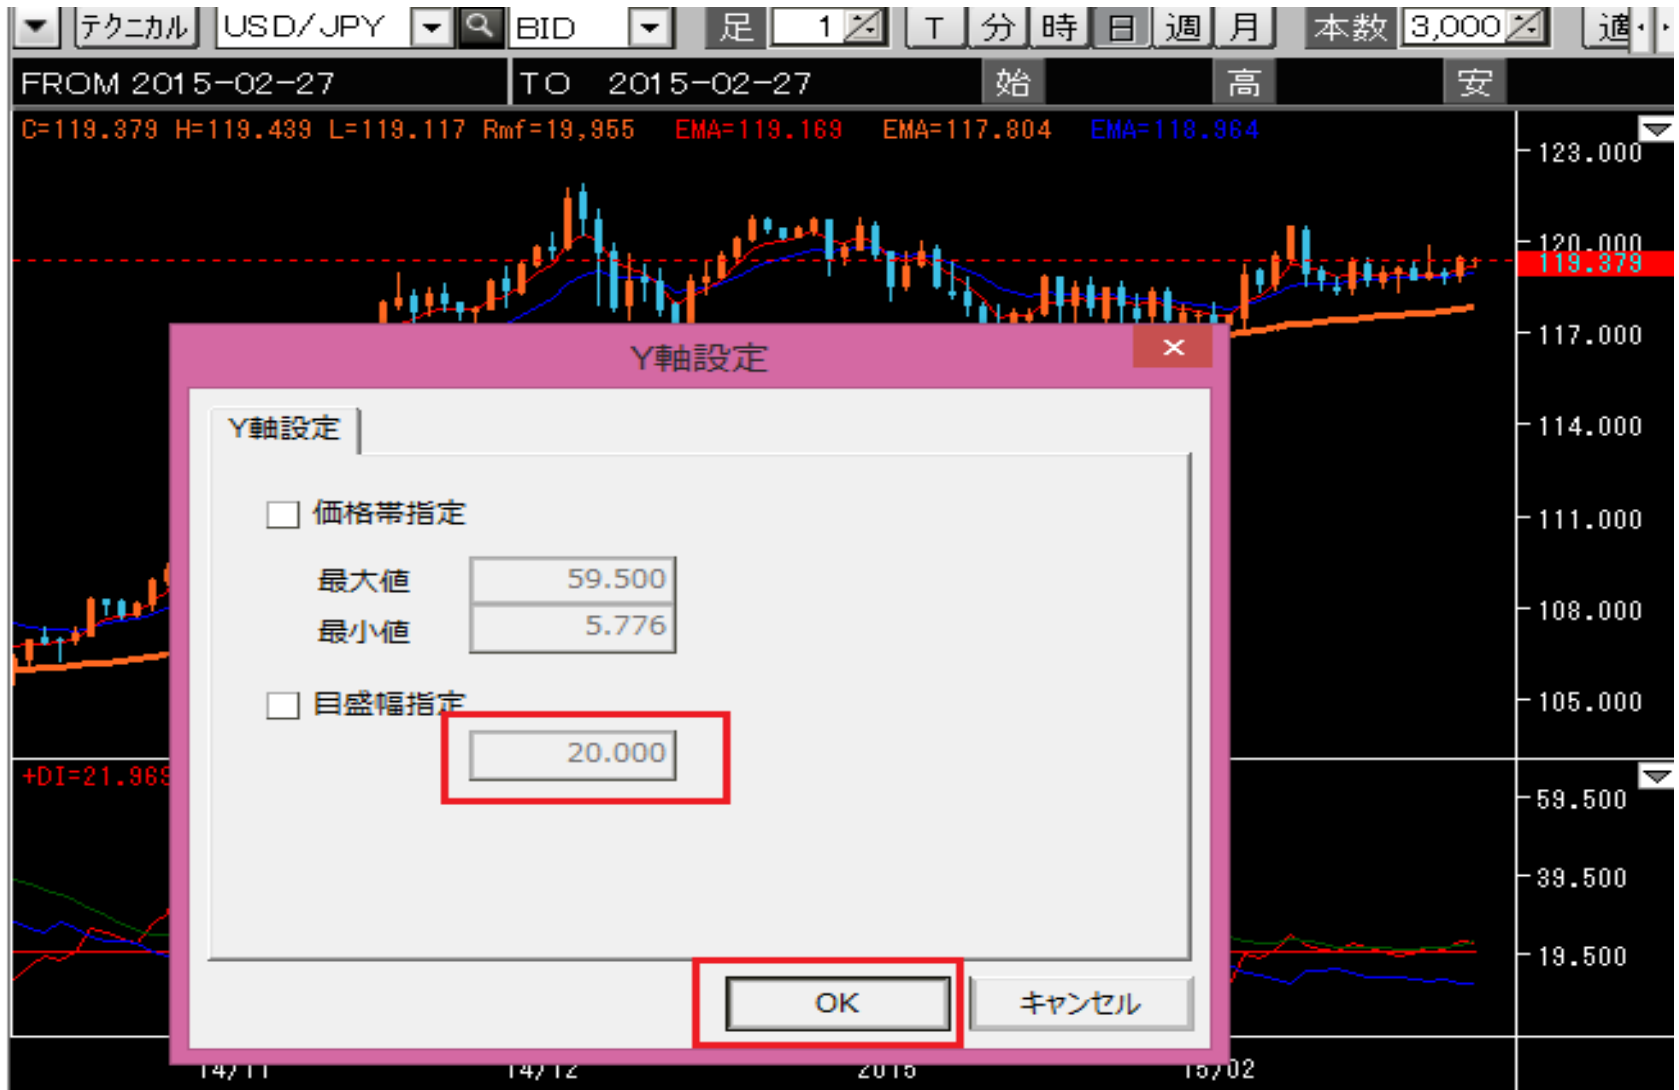 テクニカル USD/JPY BID 足 1 T 分 時 日 週 月 本数 3,000 適
FROM 2015-02-27 TO 2015-02-27 始 高 安
C=119.379 H=119.439 L=119.117 Rmf=19,955 EMA=119.169 EMA=117.804 EMA=118.964
123.000
120.000
119.379
117.000
Y軸設定
114.000
Y軸設定
価格帯指定
111.000
最大値 59.500
最小値 5.776
108.000
目盛幅指定
105.000
20.000
+DI=21.969
59.500
39.500
19.500
OK キャンセル
14/11 14/12 2015 15/02